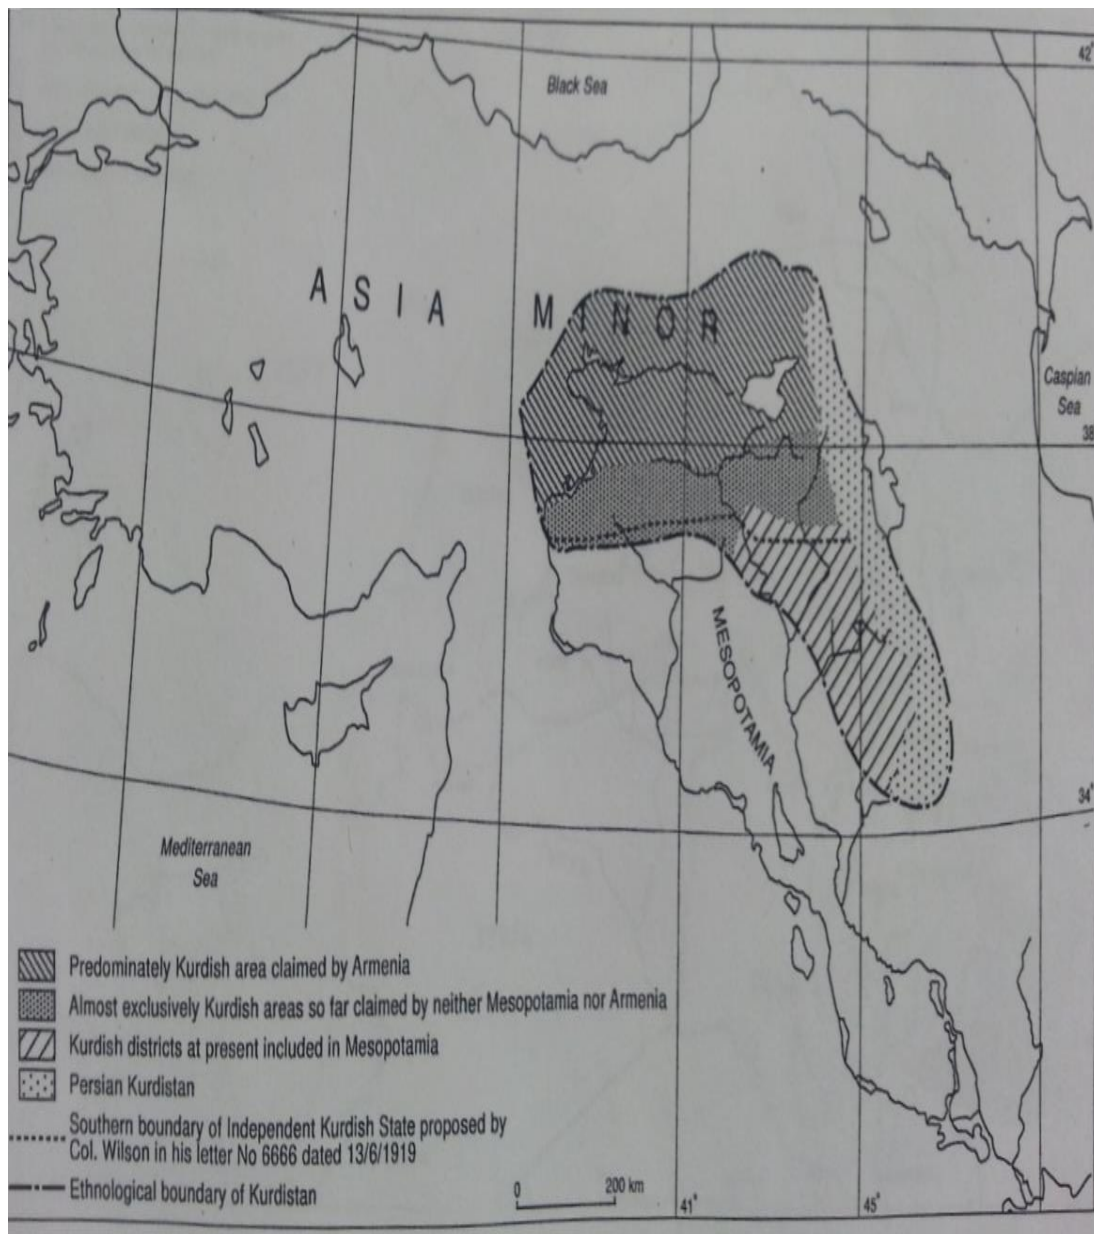 42°
Black Sea
ASIA MINOR
Caspian
Sea
38
MESOPOTAMIA
34°
Mediterranean
Sea
Predominately Kurdish area claimed by Armenia
Almost exclusively Kurdish areas so far claimed by neither Mesopotamia nor Armenia
Kurdish districts at present included in Mesopotamia
Persian Kurdistan
Southern boundary of Independent Kurdish State proposed by
Col. Wilson in his letter No 6666 dated 13/6/1919
Ethnological boundary of Kurdistan
0 200 km
41° 45°